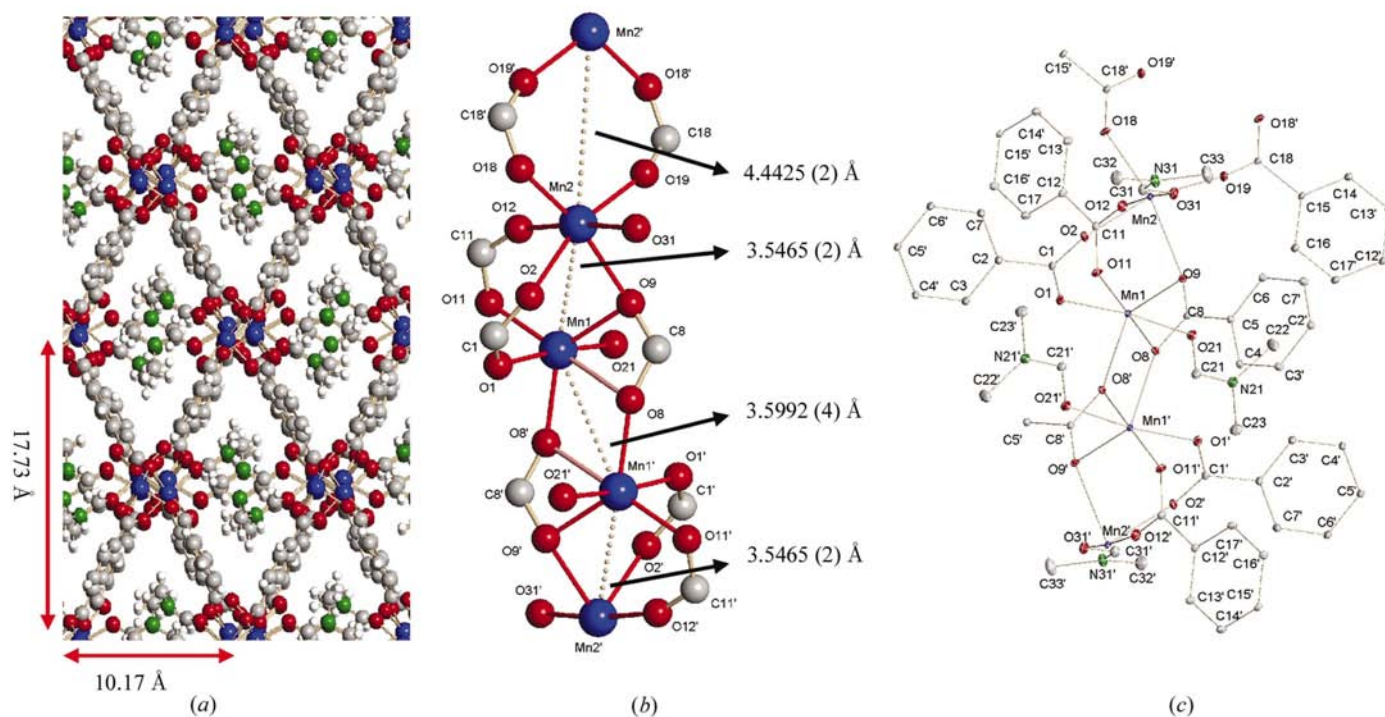 17.73 Å
10.17 Å
(a)
Mn2'
O19'
O18'
C18'
C18
O18
O19
Mn2
O12
C11
O31
O2
O9
O11
Mn1
C8
C1
O21
O1
O8
O8'
Mn1'
O1'
O21'
C8'
C1'
O9'
O11'
O2'
O31'
C11'
O12'
Mn2'
4.4425 (2) Å
3.5465 (2) Å
3.5992 (4) Å
3.5465 (2) Å
(b)
C15'
C18'
O19'
O18
O18'
C14'
C13
C15'
C32
N31
C33
C18
C16'
C12
C31
O19
C14
C17
O12
O31
C15
C13'
C6'
C7
O2
Mn2
C11
C16
C5'
C2
C1
O11
O9
C17'
C12'
C4'
C3
O1
Mn1
C6
C7'
C8
C5
C22
C2'
C23'
O8
O21
C4
N21'
C21'
C21
N21
C3'
C22'
O8'
O21'
Mn1'
C23
C5'
C8'
O1'
C3'
C4'
O9'
O11'
C1'
C2'
C5'
O2'
Mn2'
C11'
C7'
C6'
O31'
O12'
C17'
C31'
C12'
C16'
C33'
N31'
C32'
C13'
C15'
C14'
(c)